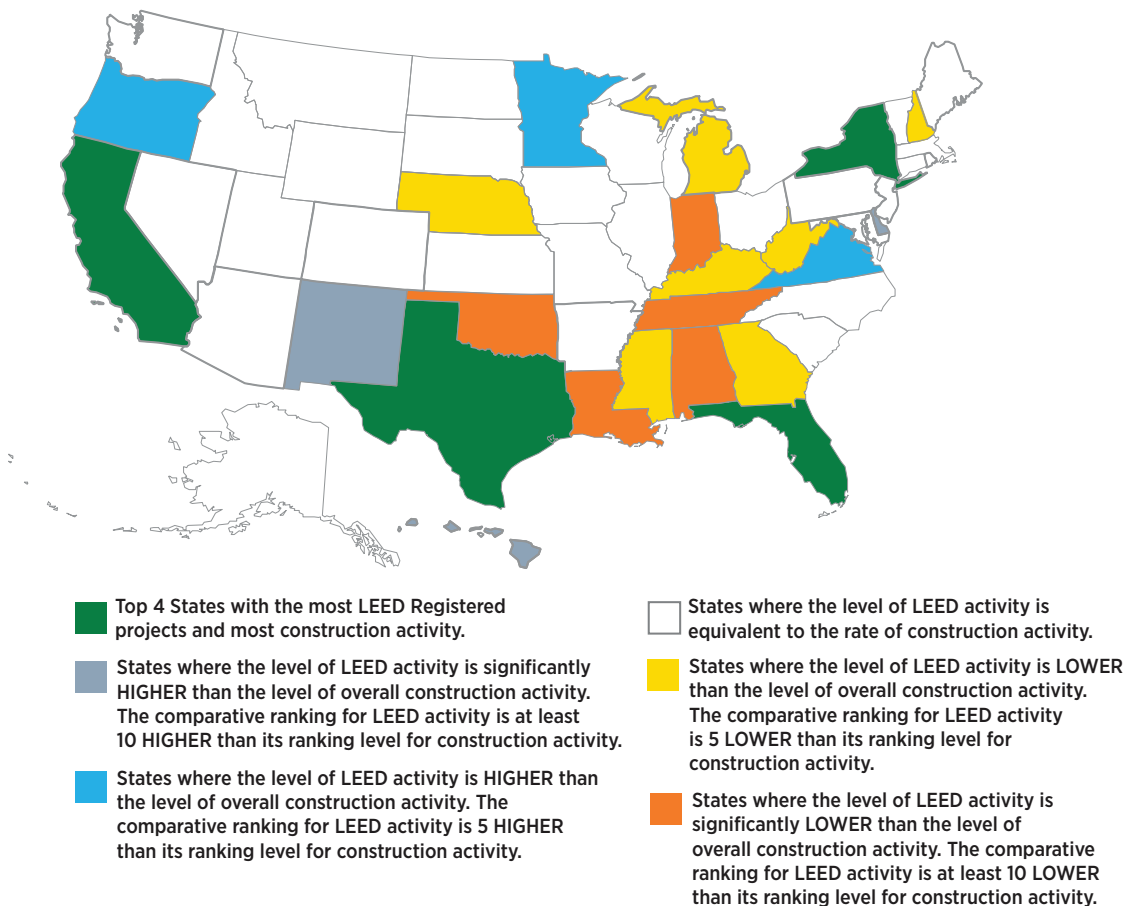 Top 4 States with the most LEED Registered
projects and most construction activity.
States where the level of LEED activity is significantly
HIGHER than the level of overall construction activity.
The comparative ranking for LEED activity is at least
10 HIGHER than its ranking level for construction activity.
States where the level of LEED activity is HIGHER than
the level of overall construction activity. The
comparative ranking for LEED activity is 5 HIGHER
than its ranking level for construction activity.
States where the level of LEED activity is
equivalent to the rate of construction activity.
States where the level of LEED activity is LOWER
than the level of overall construction activity.
The comparative ranking for LEED activity
is 5 LOWER than its ranking level for
construction activity.
States where the level of LEED activity is
significantly LOWER than the level of
overall construction activity. The comparative
ranking for LEED activity is at least 10 LOWER
than its ranking level for construction activity.